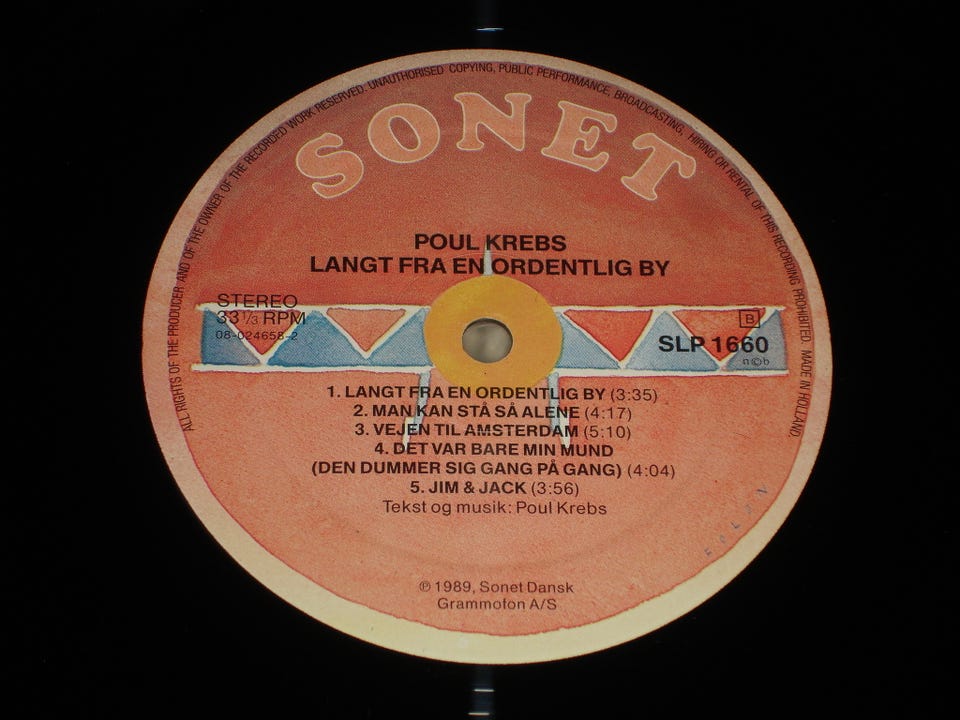 ALL RIGHTS OF THE PRODUCER AND OF THE OWNER OF THE RECORDED WORK RESERVED. UNAUTHORISED COPYING, PUBLIC PERFORMANCE, BROADCASTING, HIRING OR RENTAL OF THIS RECORDING PROHIBITED. MADE IN HOLLAND.
SONET
POUL KREBS
LANGT FRA EN ORDENTLIG BY
STEREO
33 1/3 RPM
08-024658-2
B
SLP 1660
n©b
1. LANGT FRA EN ORDENTLIG BY (3:35)
2. MAN KAN STÅ SÅ ALENE (4:17)
3. VEJEN TIL AMSTERDAM (5:10)
4. DET VAR BARE MIN MUND
(DEN DUMMER SIG GANG PÅ GANG) (4:04)
5. JIM & JACK (3:56)
Tekst og musik: Poul Krebs
FOLON
℗ 1989, Sonet Dansk
Grammofon A/S